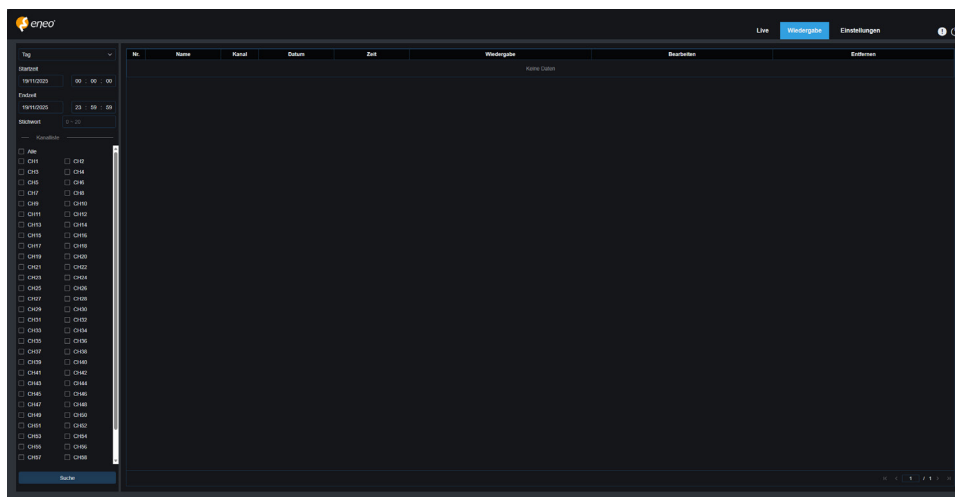 eneo
Live Wiedergabe Einstellungen
Tag
Nr. Name Kanal Datum Zeit Wiedergabe Bearbeiten Entfernen
Keine Daten
Startzeit
19/11/2025 00 : 00 : 00
Endzeit
19/11/2025 23 : 59 : 59
Stichwort 0 ~ 20
Kanalliste
Alle
CH1 CH2
CH3 CH4
CH5 CH6
CH7 CH8
CH9 CH10
CH11 CH12
CH13 CH14
CH15 CH16
CH17 CH18
CH19 CH20
CH21 CH22
CH23 CH24
CH25 CH26
CH27 CH28
CH29 CH30
CH31 CH32
CH33 CH34
CH35 CH36
CH37 CH38
CH39 CH40
CH41 CH42
CH43 CH44
CH45 CH46
CH47 CH48
CH49 CH50
CH51 CH52
CH53 CH54
CH55 CH56
CH57 CH58
Suche
1 / 1